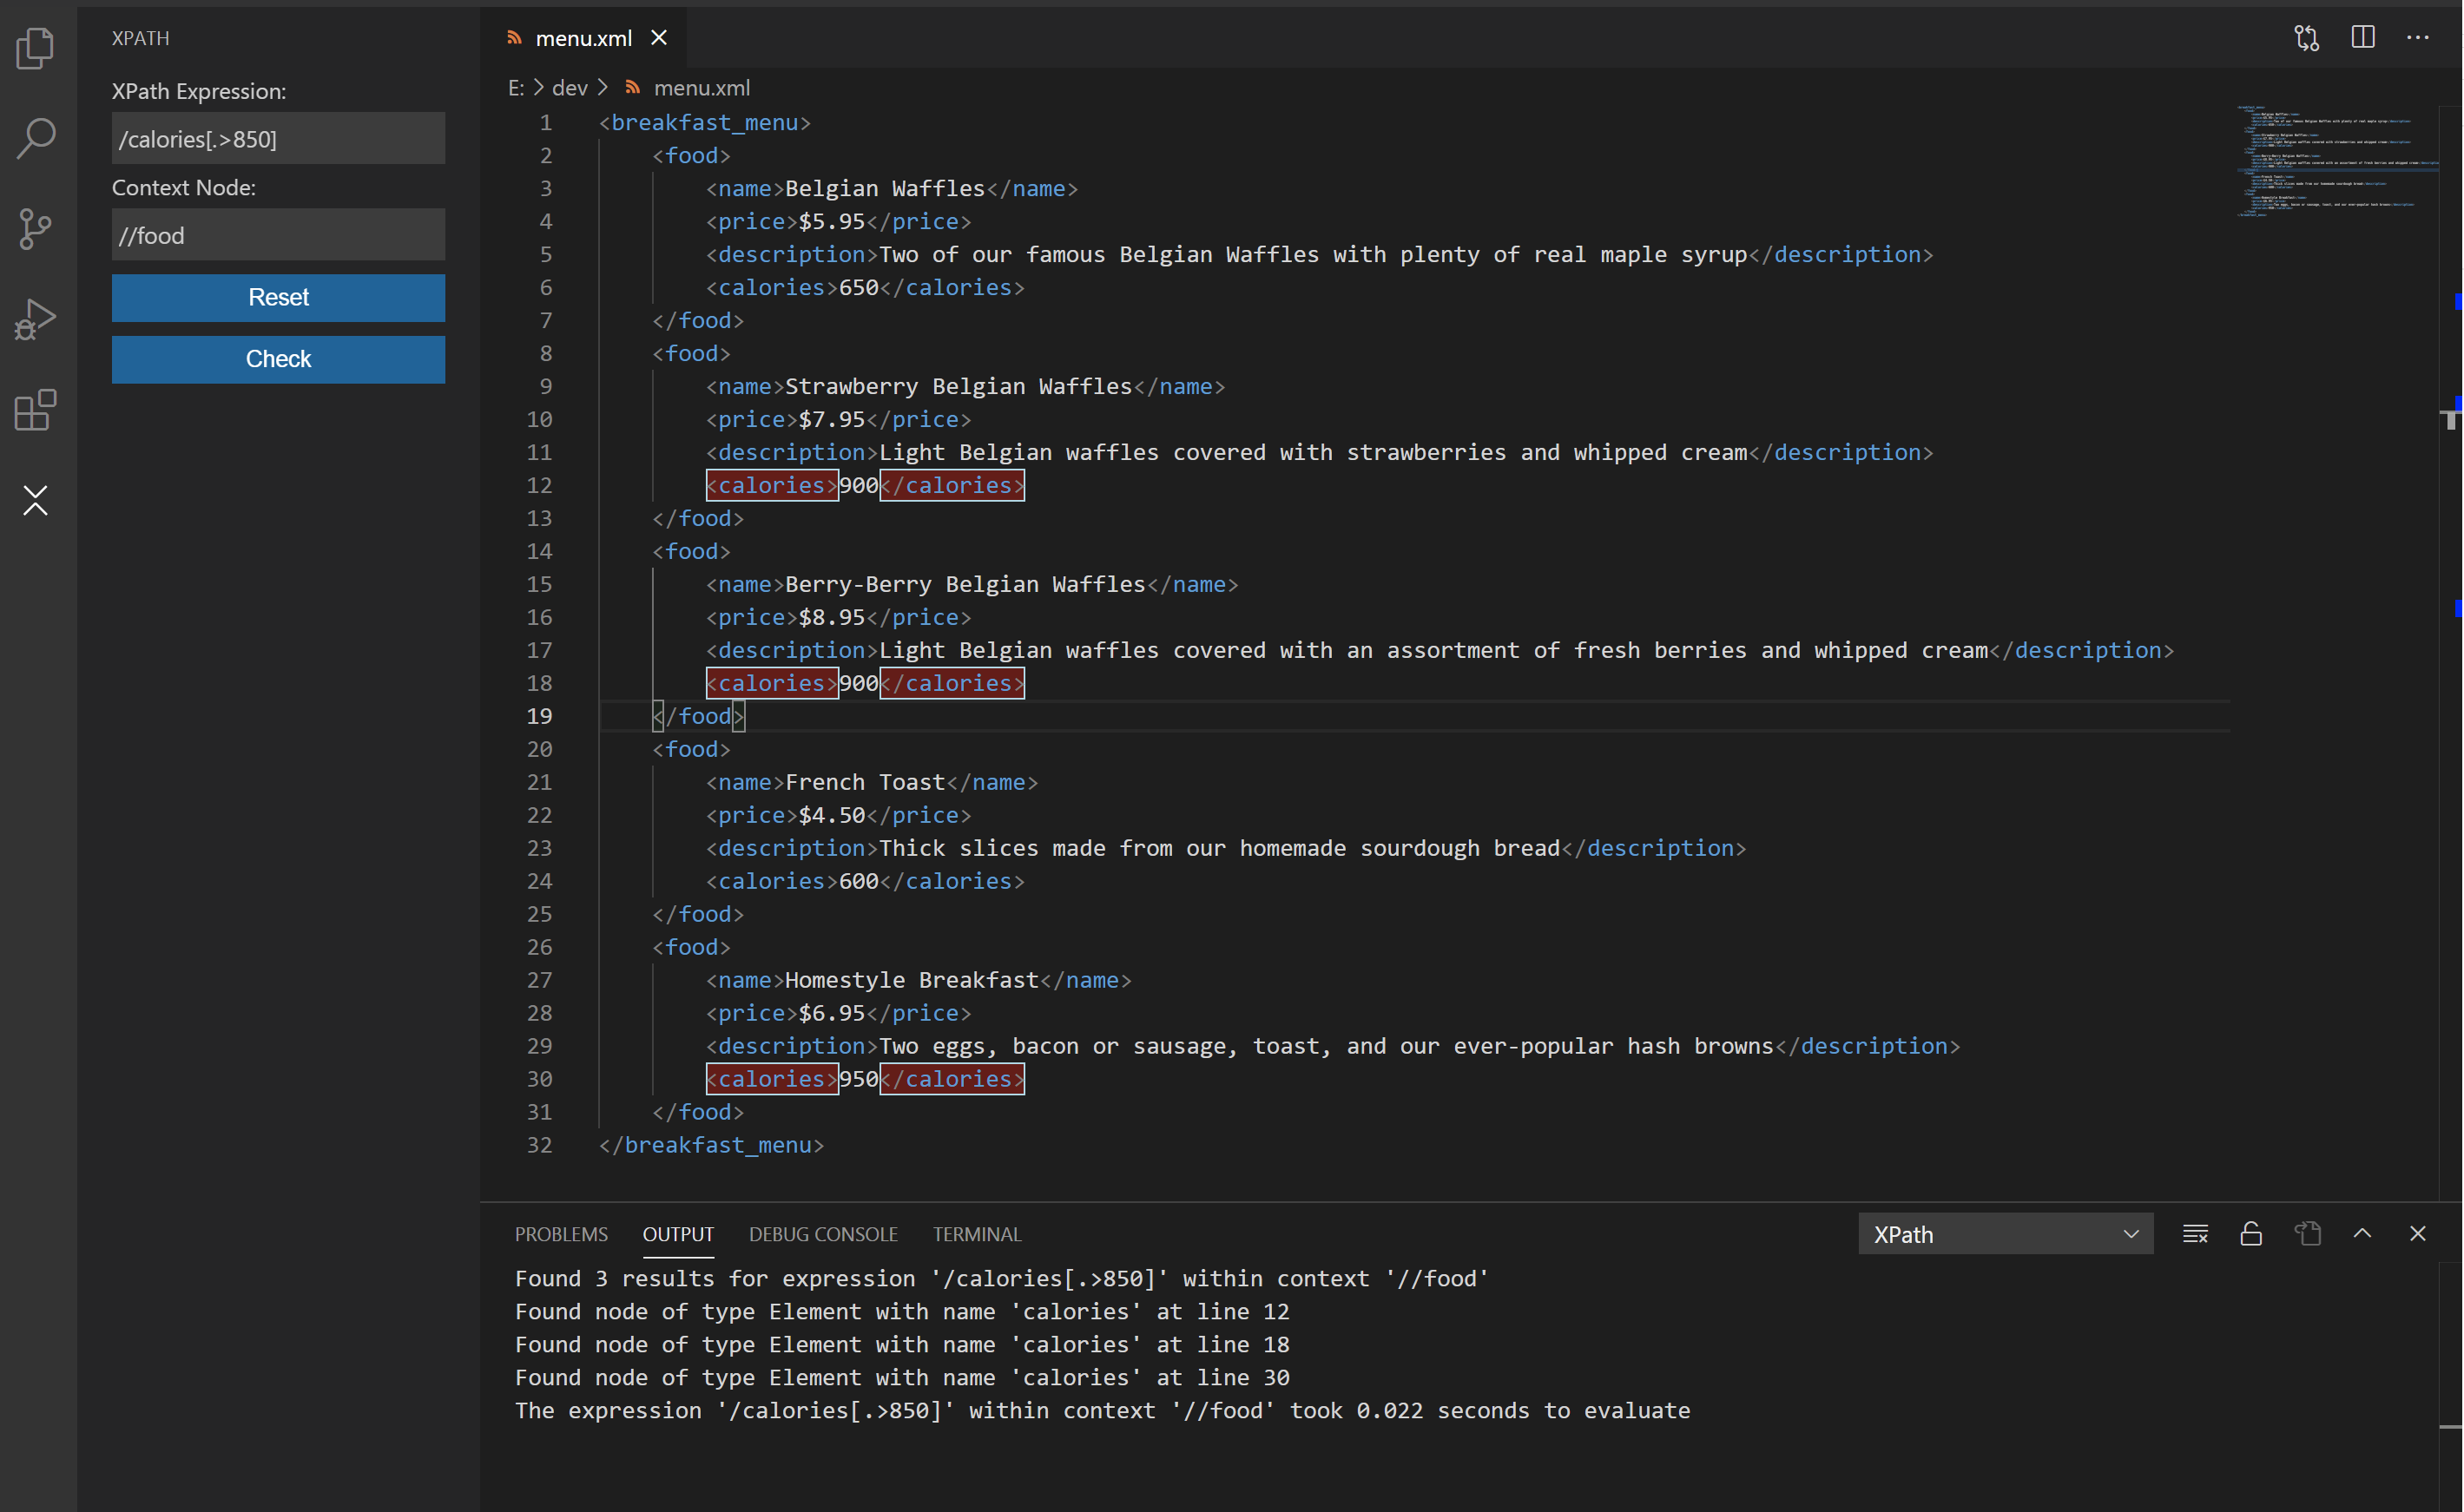 XPATH
XPath Expression:
/calories[.>850]
Context Node:
//food
Reset
Check
menu.xml
E: > dev > menu.xml
1 <breakfast_menu>
2 <food>
3 <name>Belgian Waffles</name>
4 <price>$5.95</price>
5 <description>Two of our famous Belgian Waffles with plenty of real maple syrup</description>
6 <calories>650</calories>
7 </food>
8 <food>
9 <name>Strawberry Belgian Waffles</name>
10 <price>$7.95</price>
11 <description>Light Belgian waffles covered with strawberries and whipped cream</description>
12 <calories>900</calories>
13 </food>
14 <food>
15 <name>Berry-Berry Belgian Waffles</name>
16 <price>$8.95</price>
17 <description>Light Belgian waffles covered with an assortment of fresh berries and whipped cream</description>
18 <calories>900</calories>
19 </food>
20 <food>
21 <name>French Toast</name>
22 <price>$4.50</price>
23 <description>Thick slices made from our homemade sourdough bread</description>
24 <calories>600</calories>
25 </food>
26 <food>
27 <name>Homestyle Breakfast</name>
28 <price>$6.95</price>
29 <description>Two eggs, bacon or sausage, toast, and our ever-popular hash browns</description>
30 <calories>950</calories>
31 </food>
32 </breakfast_menu>
PROBLEMS OUTPUT DEBUG CONSOLE TERMINAL XPath
Found 3 results for expression '/calories[.>850]' within context '//food'
Found node of type Element with name 'calories' at line 12
Found node of type Element with name 'calories' at line 18
Found node of type Element with name 'calories' at line 30
The expression '/calories[.>850]' within context '//food' took 0.022 seconds to evaluate